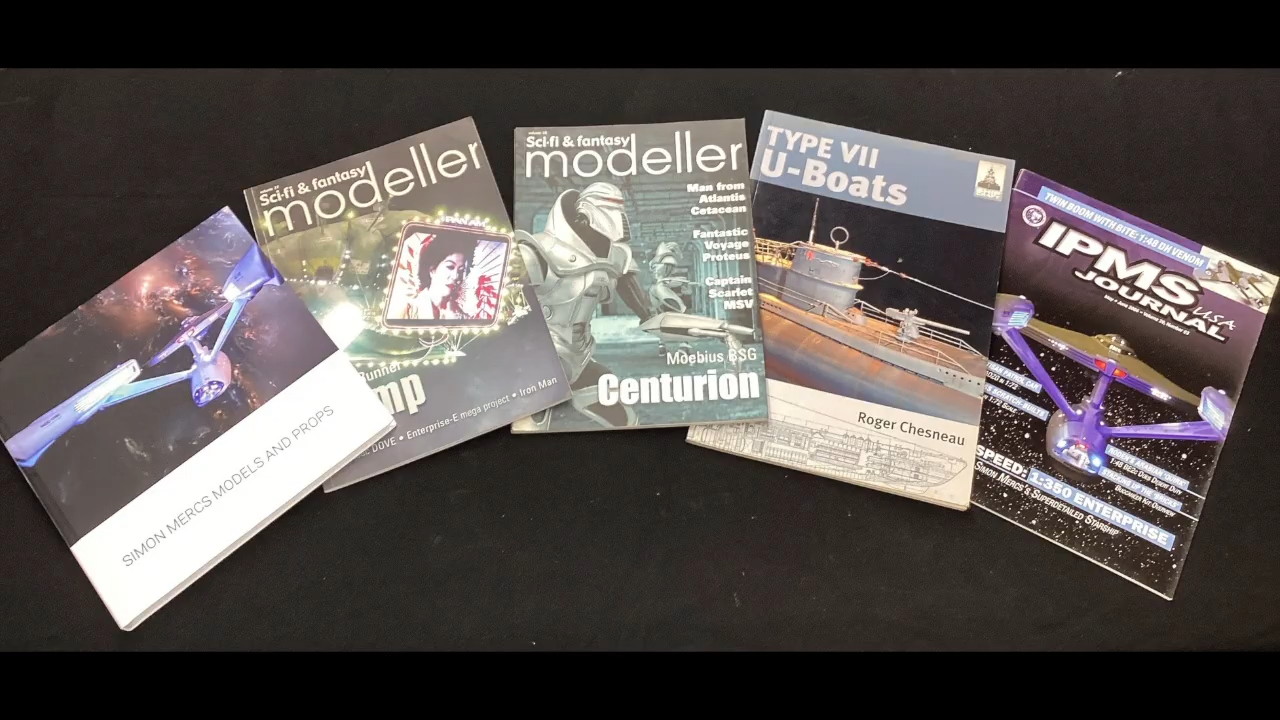 SIMON MERCS MODELS AND PROPS
Sci-fi & fantasy
modeller
DOVE • Enterprise-E mega project • Iron Man
Sci-fi & fantasy
modeller
Man from
Atlantis
Cetacean
Fantastic
Voyage
Proteus
Captain
Scarlet
MSV
Moebius BSG
Centurion
TYPE VII
U-Boats
Roger Chesneau
TWIN BOOM WITH BITE: 1:48 DH VENOM
IPMS
USA
JOURNAL
SPEED: 1:350 ENTERPRISE
SIMON MERCS & SUPERDETAILED STARSHIP